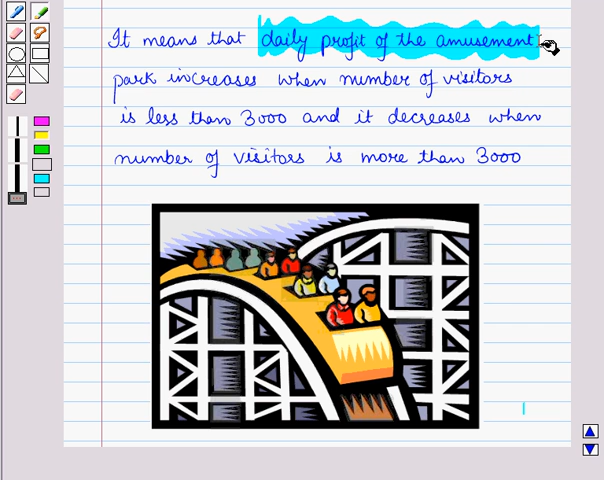 It means that daily profit of the amusement
park increases when number of visitors
is less than 3000 and it decreases when
number of visitors is more than 3000